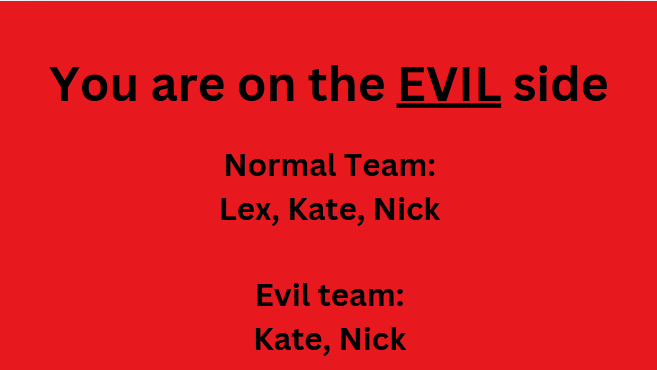 You are on the EVIL side
Normal Team:
Lex, Kate, Nick
Evil team:
Kate, Nick